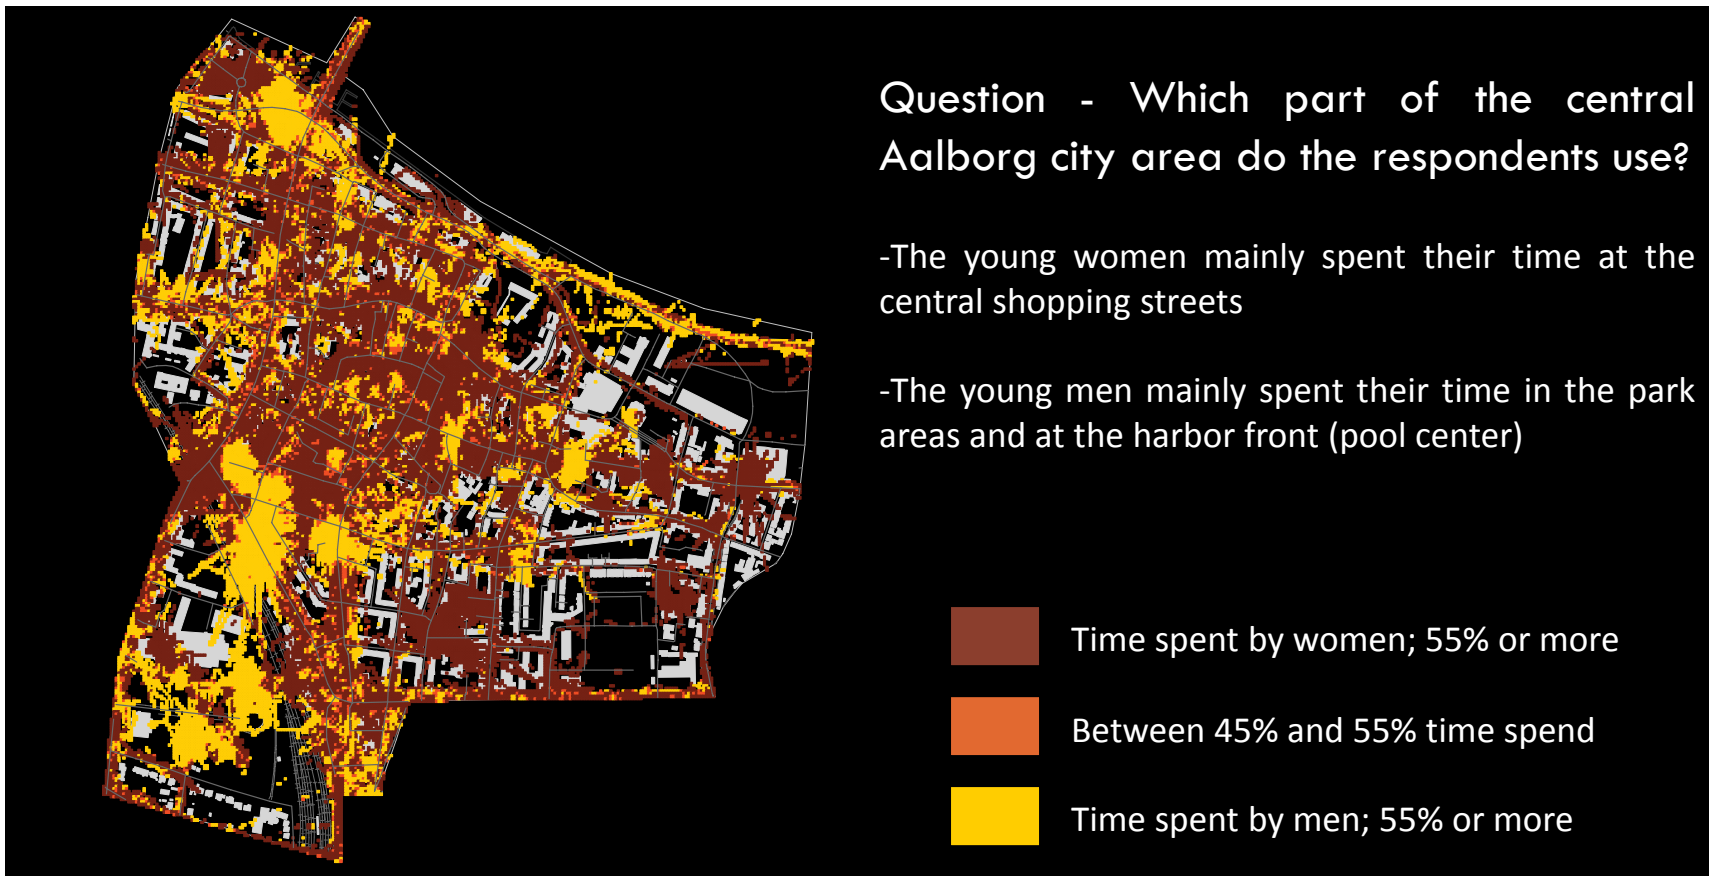 Question - Which part of the central
Aalborg city area do the respondents use?
-The young women mainly spent their time at the
central shopping streets
-The young men mainly spent their time in the park
areas and at the harbor front (pool center)
Time spent by women; 55% or more
Between 45% and 55% time spend
Time spent by men; 55% or more